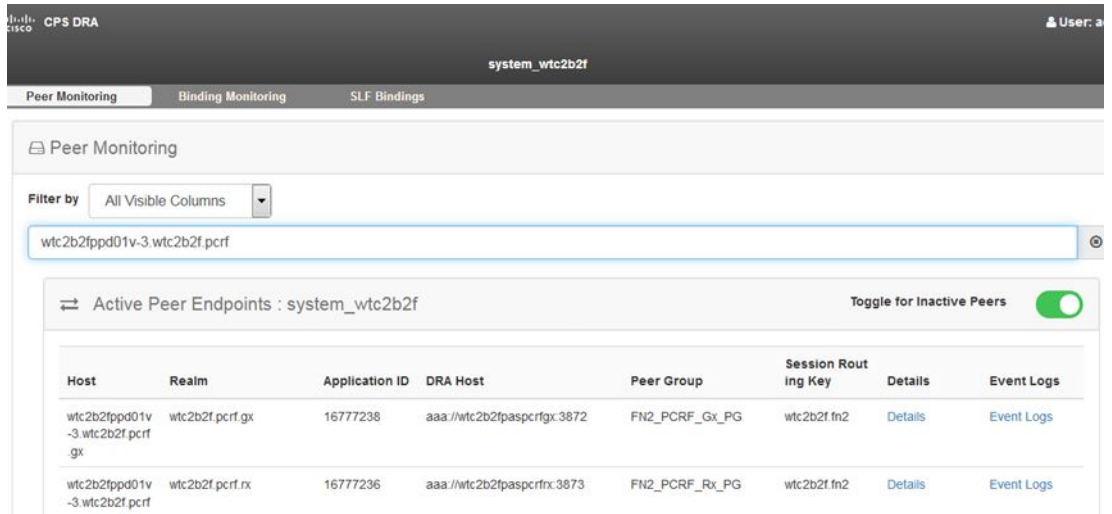 cisco CPS DRA User:
system_wtc2b2f
Peer Monitoring Binding Monitoring SLF Bindings
Peer Monitoring
Filter by All Visible Columns
wtc2b2fppd01v-3.wtc2b2f.pcrf
Active Peer Endpoints : system_wtc2b2f Toggle for Inactive Peers
Session Rout
Host Realm Application ID DRA Host Peer Group ing Key Details Event Logs
wtc2b2fppd01v wtc2b2f.pcrf.gx 16777238 aaa://wtc2b2fpaspcrfgx:3872 FN2_PCRF_Gx_PG wtc2b2f.fn2 Details Event Logs
-3.wtc2b2f.pcrf
.gx
wtc2b2fppd01v wtc2b2f.pcrf.rx 16777236 aaa://wtc2b2fpaspcrfrx:3873 FN2_PCRF_Rx_PG wtc2b2f.fn2 Details Event Logs
-3.wtc2b2f.pcrf